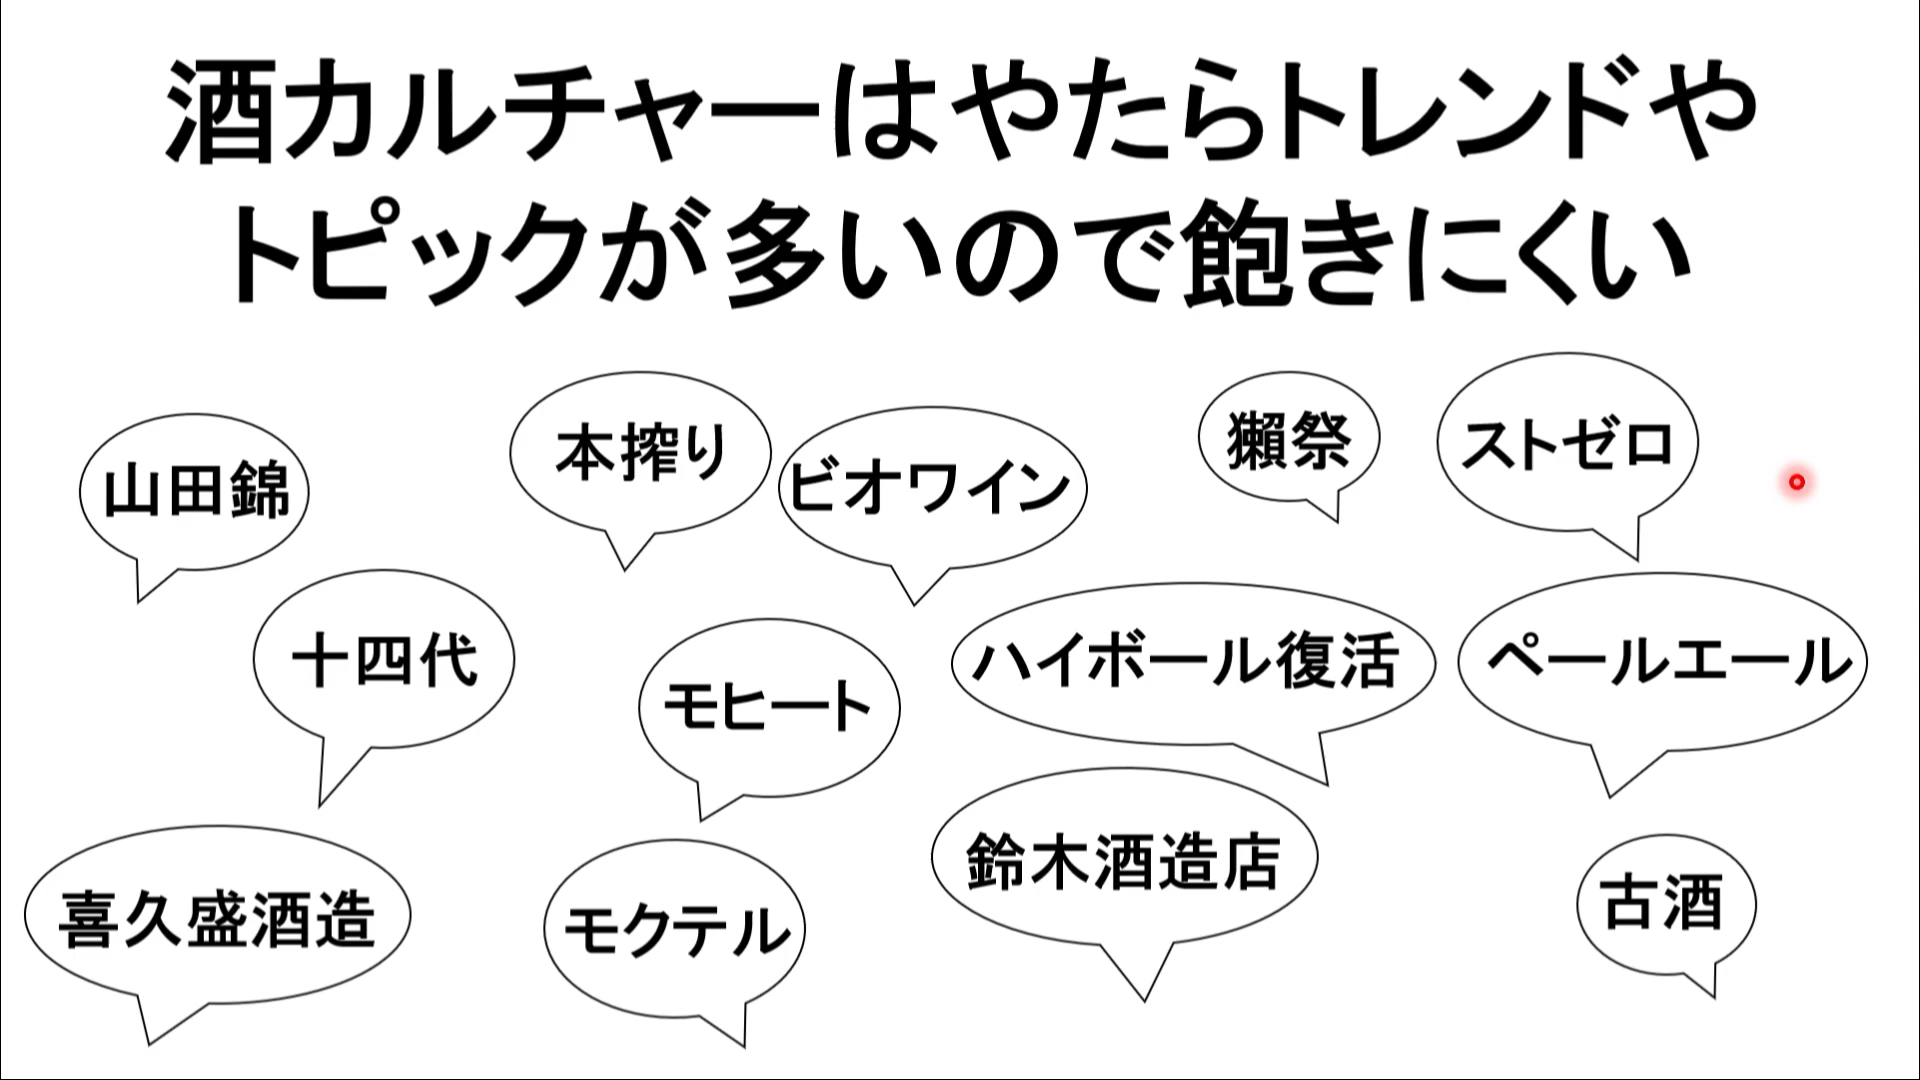 酒カルチャーはやたらトレンドや
トピックが多いので飽きにくい
山田錦
本搾り
ビオワイン
獺祭
ストゼロ
十四代
モヒート
ハイボール復活
ペールエール
喜久盛酒造
モクテル
鈴木酒造店
古酒